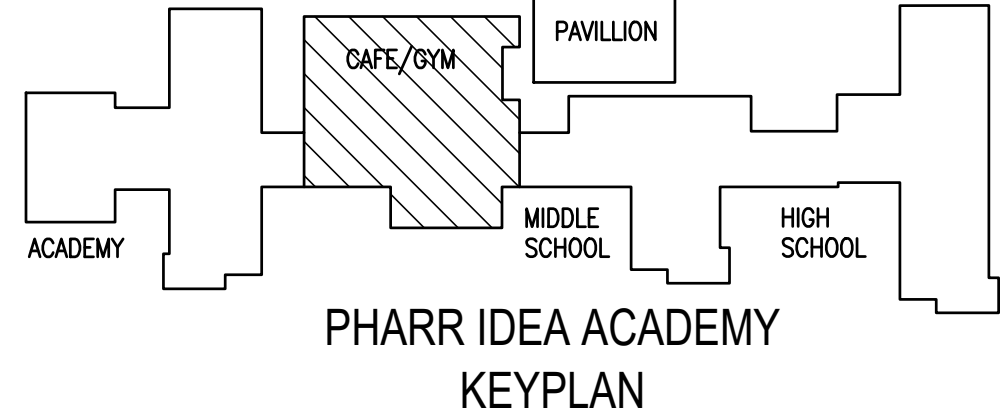 PAVILLION
CAFE/GYM
MIDDLE
SCHOOL
HIGH
SCHOOL
ACADEMY
PHARR IDEA ACADEMY
KEYPLAN